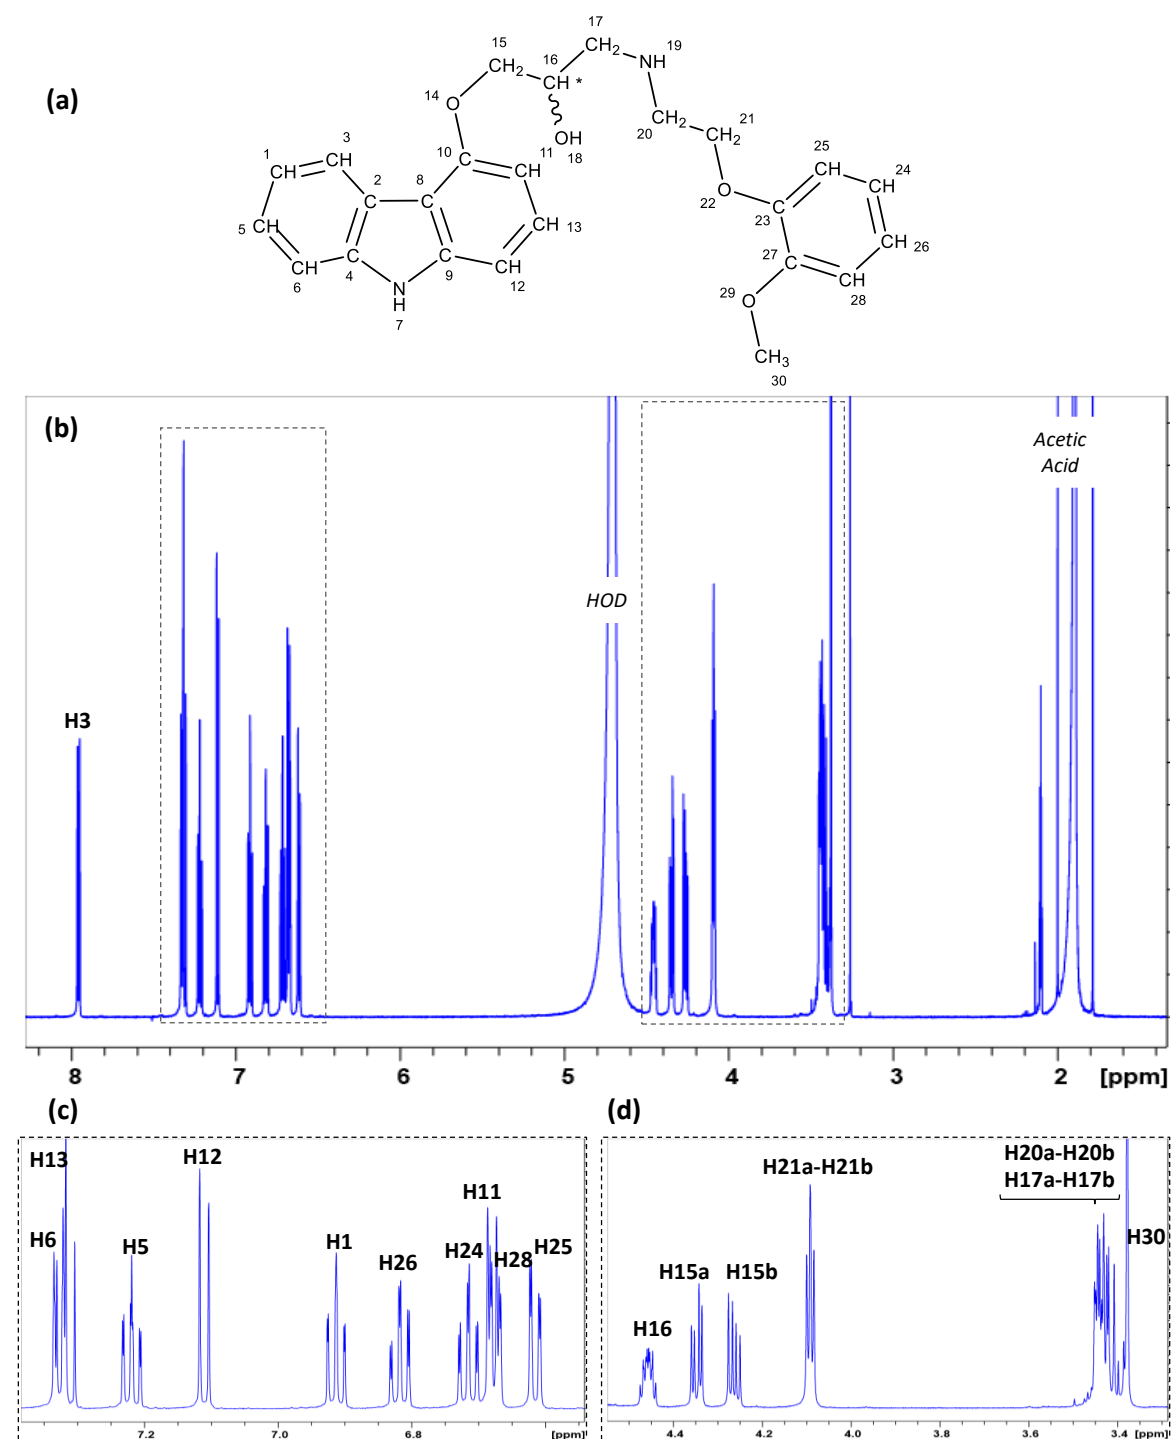 (a)
17
15
CH2
19
CH2
16
NH
CH *
14
O
21
CH2
CH2
20
OH
18
3
10
11
25
CH
1
CH
CH
24
CH
2
8
O
CH
22
23
5 CH
CH 13
27
CH
26
CH
4
9
CH
29
CH
6
N
12
O
28
H
7
CH3
30
(b)
Acetic
Acid
HOD
H3
8 7 6 5 4 3 2 [ppm]
(c)
(d)
H13
H12
H20a-H20b
H21a-H21b
H17a-H17b
H11
H6
H5
H1
H26
H24
H28
H25
H30
H15a
H15b
H16
7.2 7.0 6.8 [ppm]
4.4 4.2 4.0 3.8 3.6 3.4 [ppm]